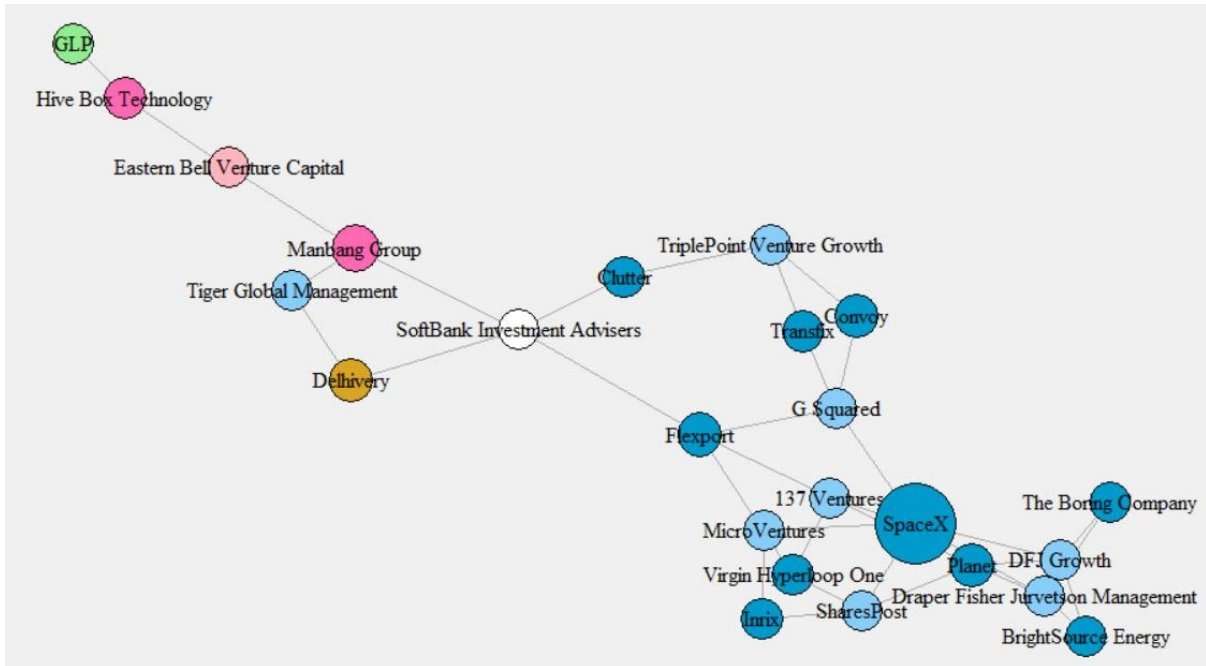 GLP
Hive Box Technology
Eastern Bell Venture Capital
Manbang Group
TriplePoint Venture Growth
Clutter
Tiger Global Management
Convoy
SoftBank Investment Advisers
Transfix
Delhivery
G Squared
Flexport
137 Ventures
The Boring Company
SpaceX
MicroVentures
DFJ Growth
Planet
Virgin Hyperloop One
Draper Fisher Jurvetson Management
SharesPost
Inrix
BrightSource Energy